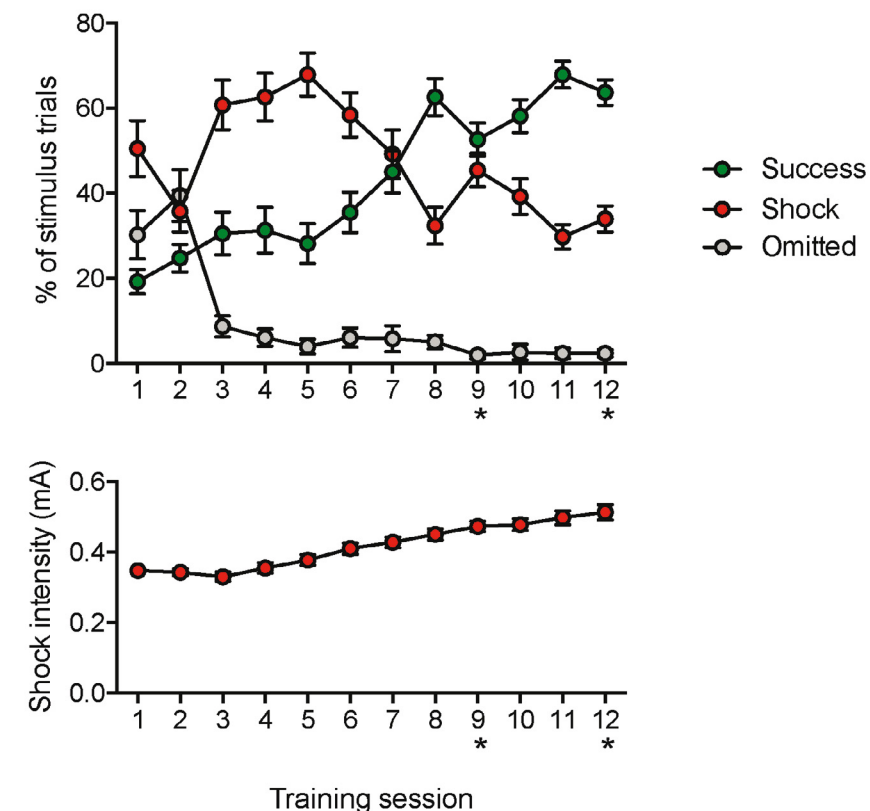 % of stimulus trials
80
60
40
20
0
1 2 3 4 5 6 7 8 9 10 11 12
* *
Success
Shock
Omitted
Shock intensity (mA)
0.6
0.4
0.2
0.0
1 2 3 4 5 6 7 8 9 10 11 12
* *
Training session